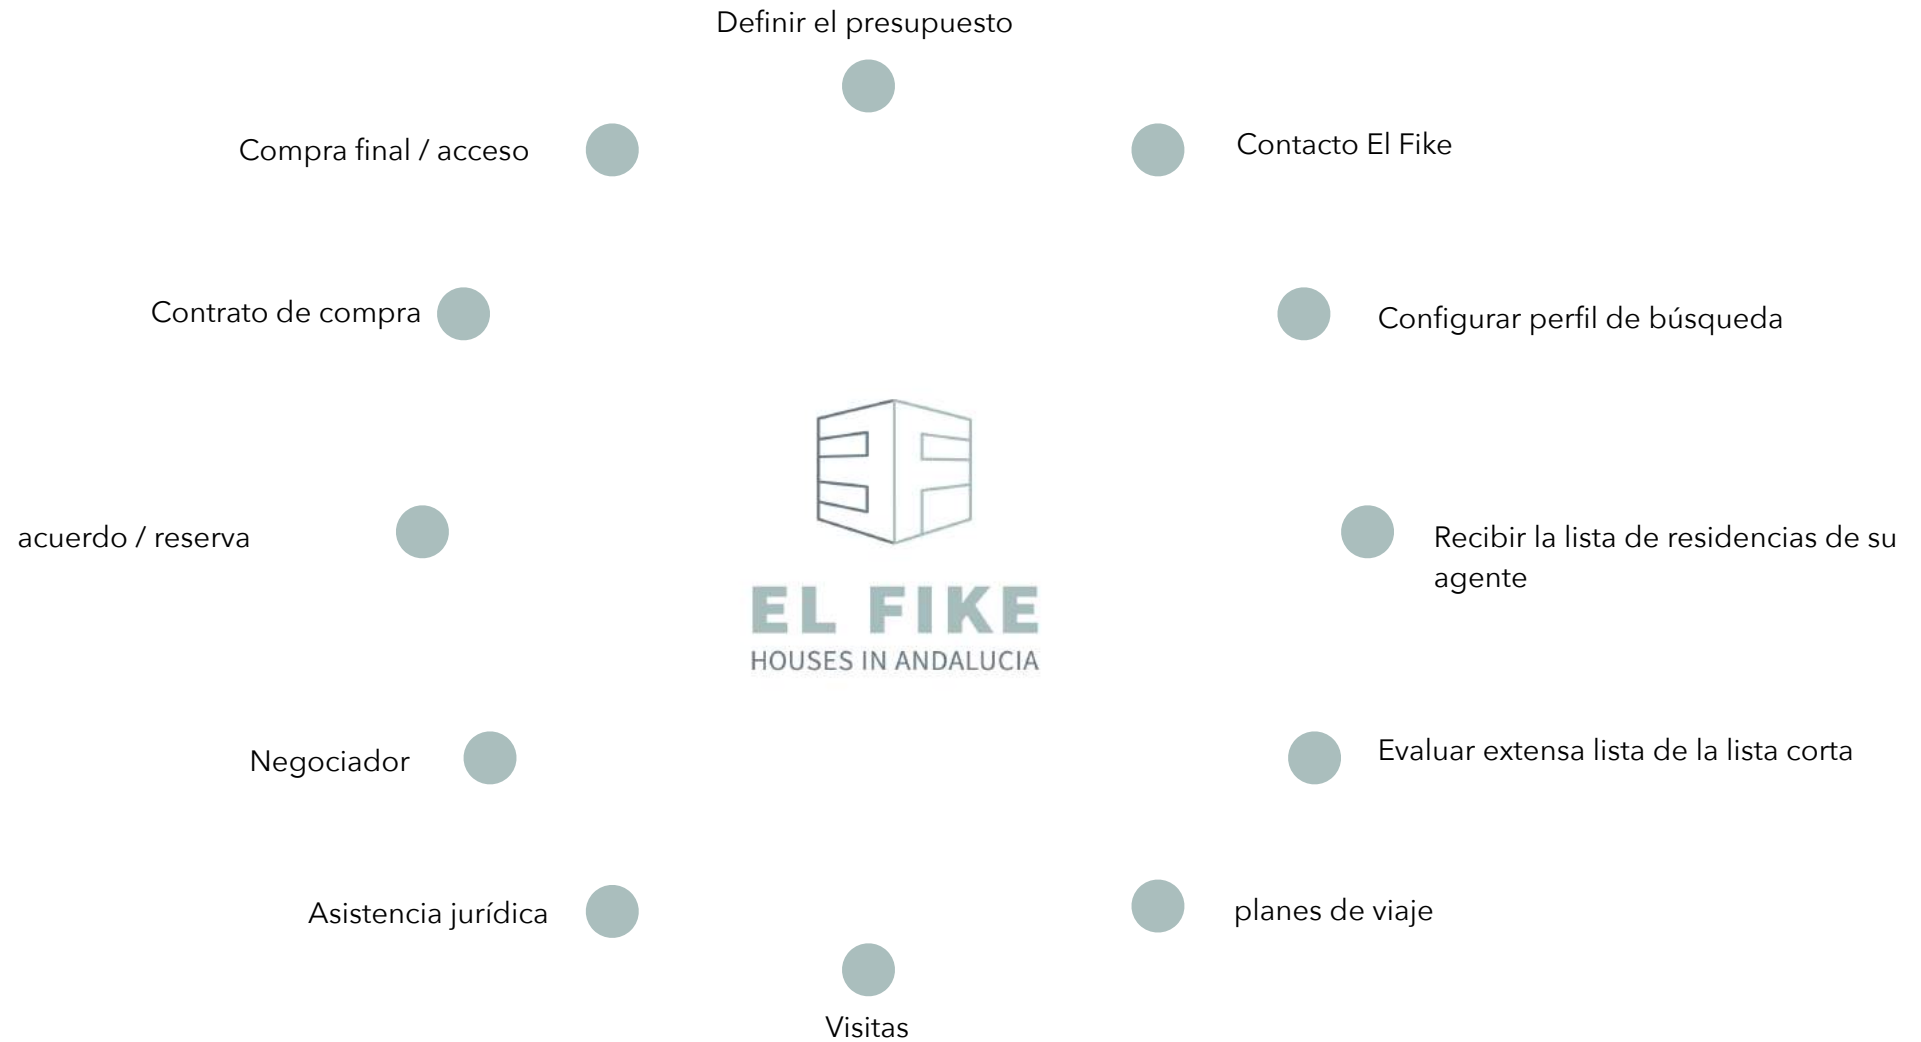 Definir el presupuesto
Compra final / acceso
Contacto El Fike
Contrato de compra
Configurar perfil de búsqueda
acuerdo / reserva
Recibir la lista de residencias de su
agente
EL FIKE
HOUSES IN ANDALUCIA
Negociador
Evaluar extensa lista de la lista corta
Asistencia jurídica
planes de viaje
Visitas